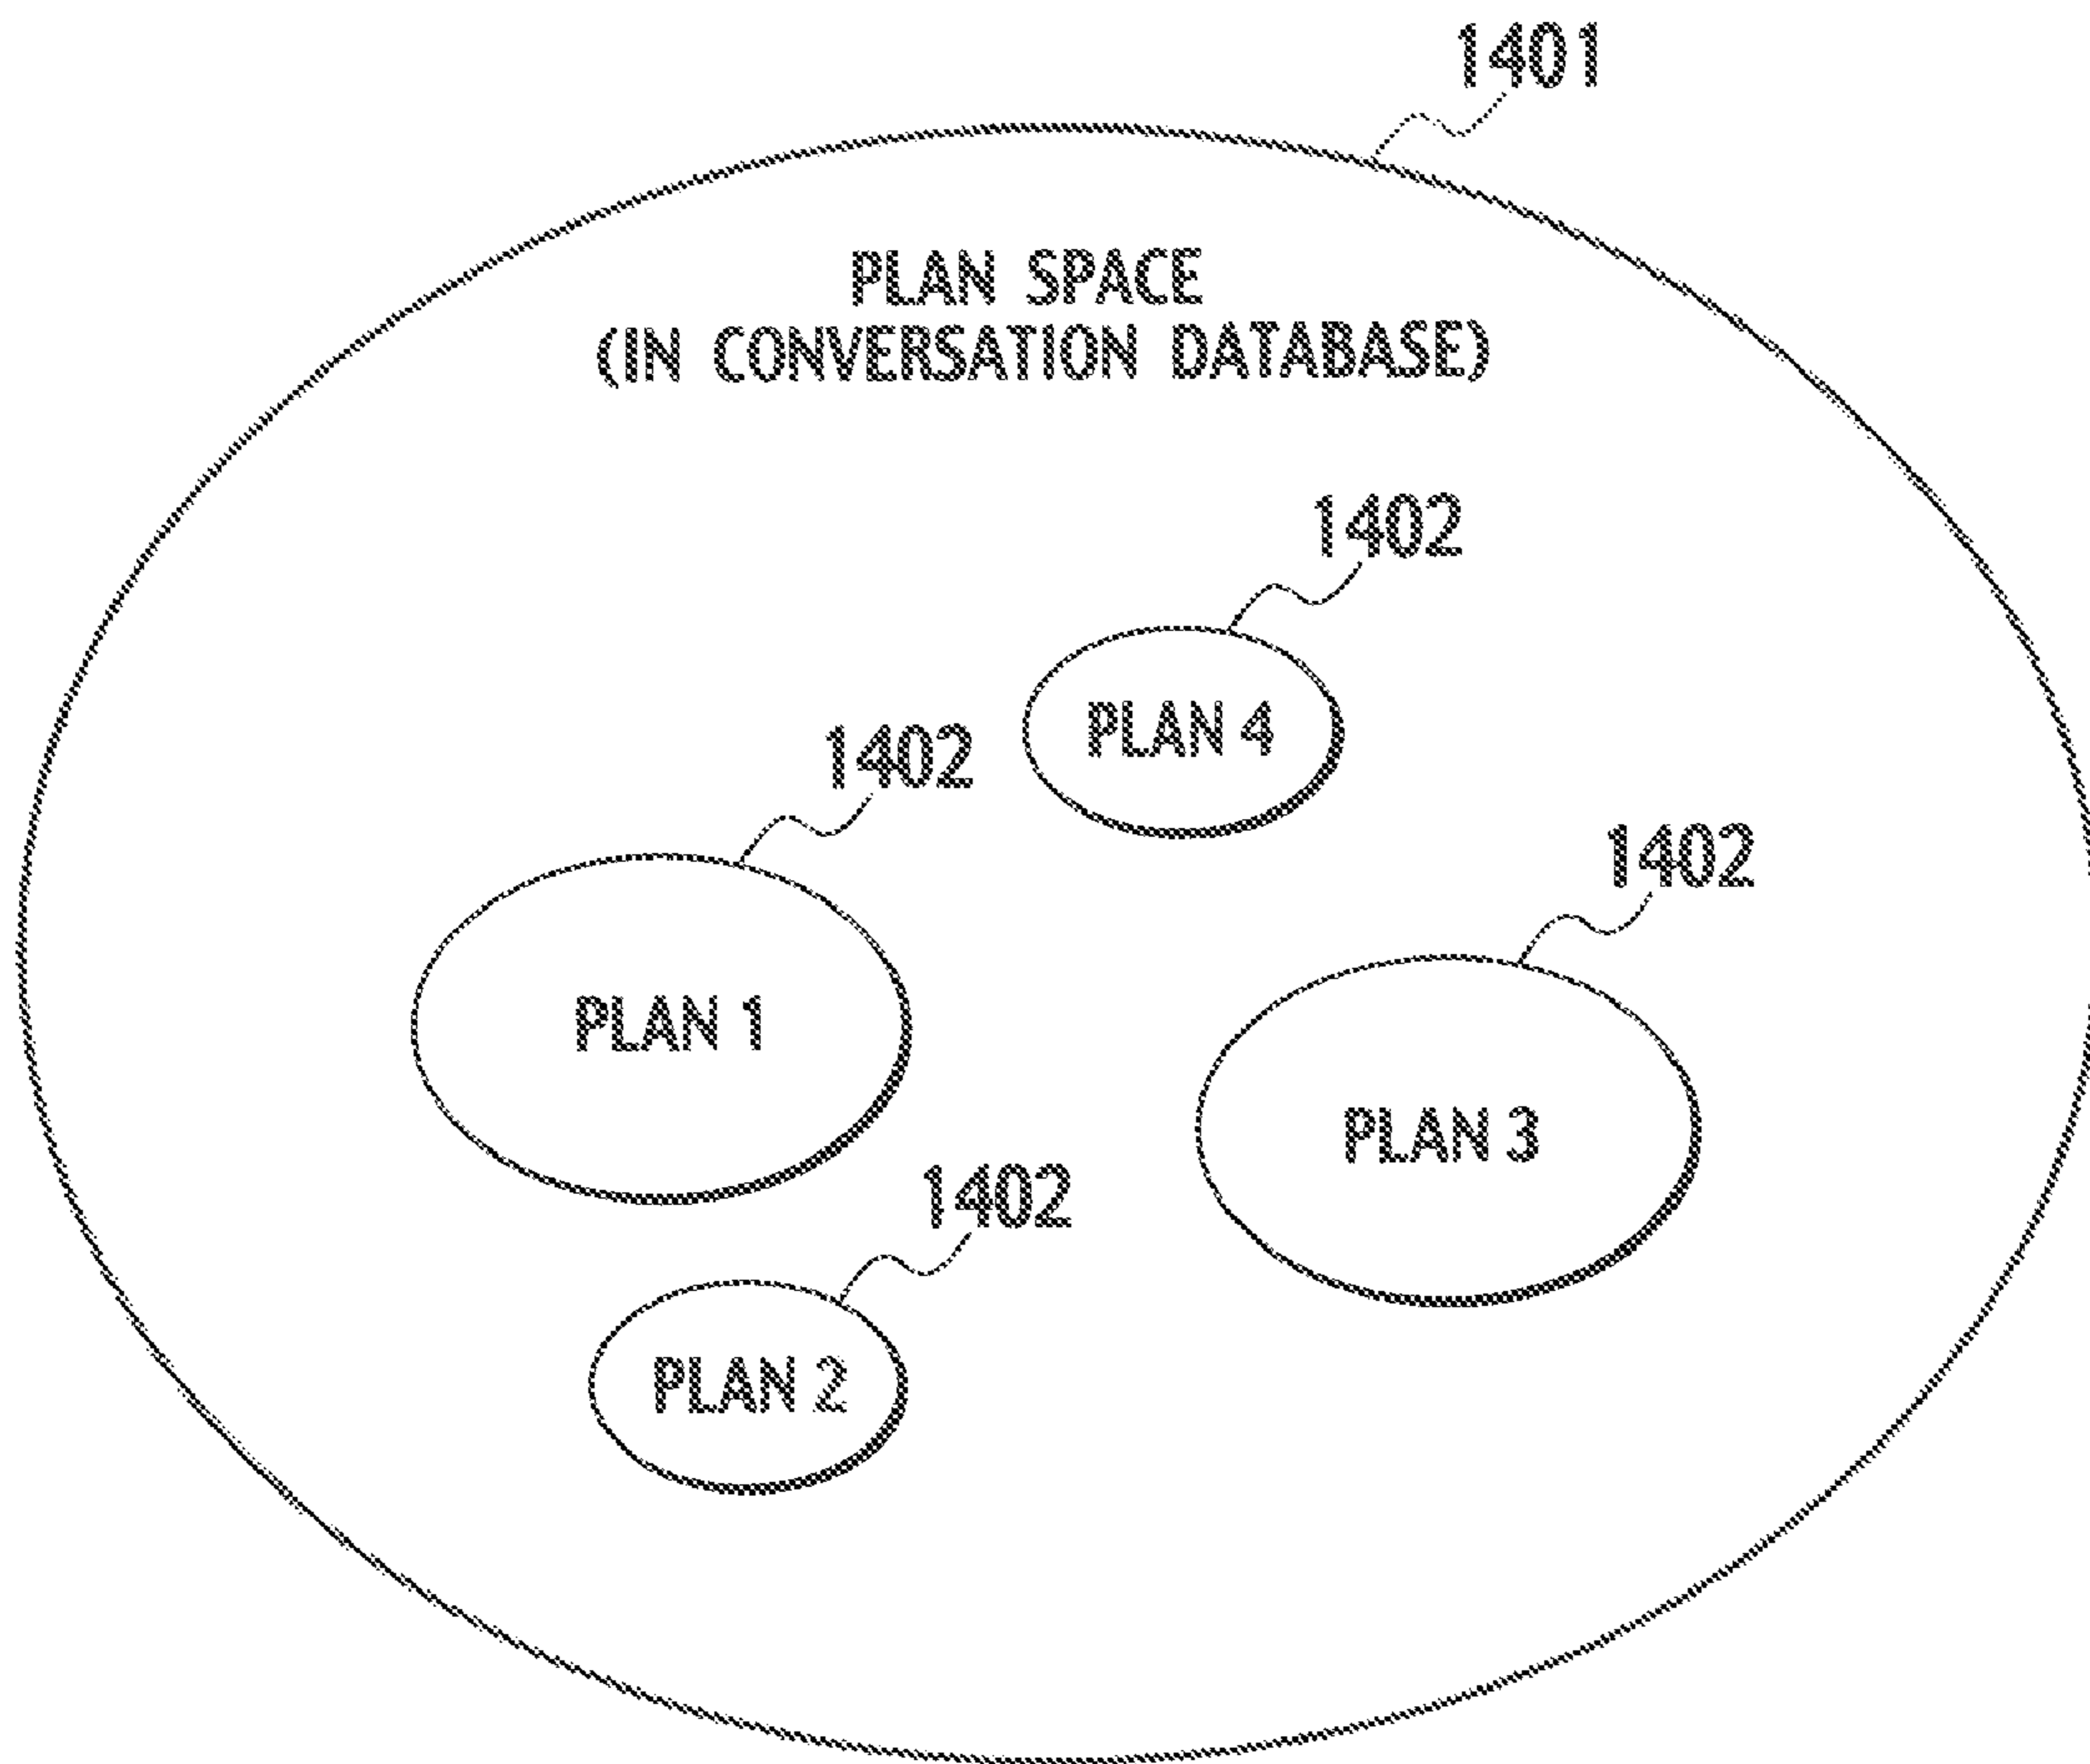 1401
PLAN SPACE
(IN CONVERSATION DATABASE)
1402
PLAN 4
1402
1402
PLAN 1
PLAN 3
1402
PLAN 2